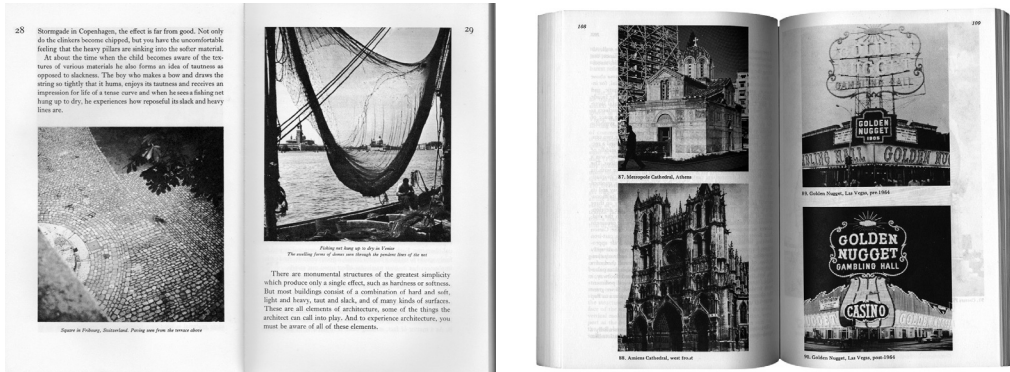 28
Stormgade in Copenhagen, the effect is far from good. Not only
do the clinkers become chipped, but you have the uncomfortable
feeling that the heavy pillars are sinking into the softer material.
At about the time when the child becomes aware of the tex-
tures of various materials he also forms an idea of tautness as
opposed to slackness. The boy who makes a bow and draws the
string so tightly that it hums, enjoys its tautness and receives an
impression for life of a tense curve and when he sees a fishing net
hung up to dry, he experiences how reposeful its slack and heavy
lines are.
Square in Fribourg, Switzerland. Paving seen from the terrace above
29
Fishing net hung up to dry in Venice
The swelling forms of domes seen through the pendent lines of the net
There are monumental structures of the greatest simplicity
which produce only a single effect, such as hardness or softness.
But most buildings consist of a combination of hard and soft,
light and heavy, taut and slack, and of many kinds of surfaces.
These are all elements of architecture, some of the things the
architect can call into play. And to experience architecture, you
must be aware of all of these elements.
108
87. Metropole Cathedral, Athens
88. Amiens Cathedral, west front
109
GAMBLING HALL
GOLDEN
NUGGET
GOLDEN
89. Golden Nugget, Las Vegas, pre-1964
GOLDEN
NUGGET
GAMBLING HALL
CASINO
90. Golden Nugget, Las Vegas, post-1964